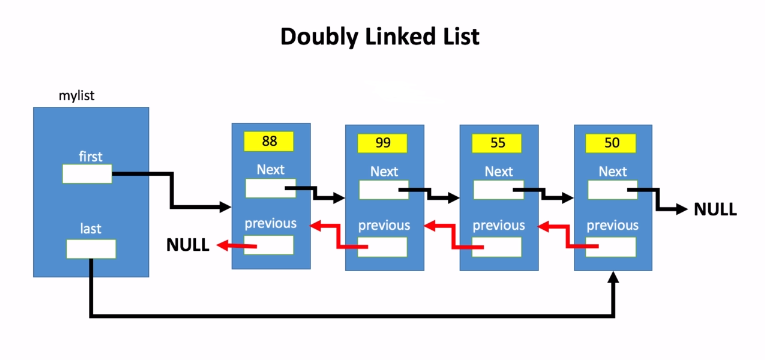 Doubly Linked List
mylist
first
last
88
Next
previous
99
Next
previous
55
Next
previous
50
Next
previous
NULL
NULL